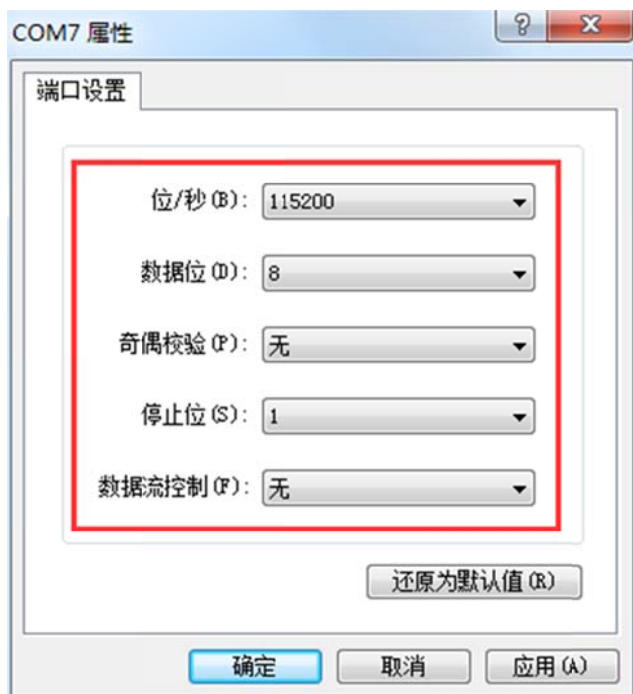 COM7 属性
端口设置
位/秒(B): 115200
数据位(D): 8
奇偶校验(P): 无
停止位(S): 1
数据流控制(F): 无
还原为默认值(R)
确定 取消 应用(A)